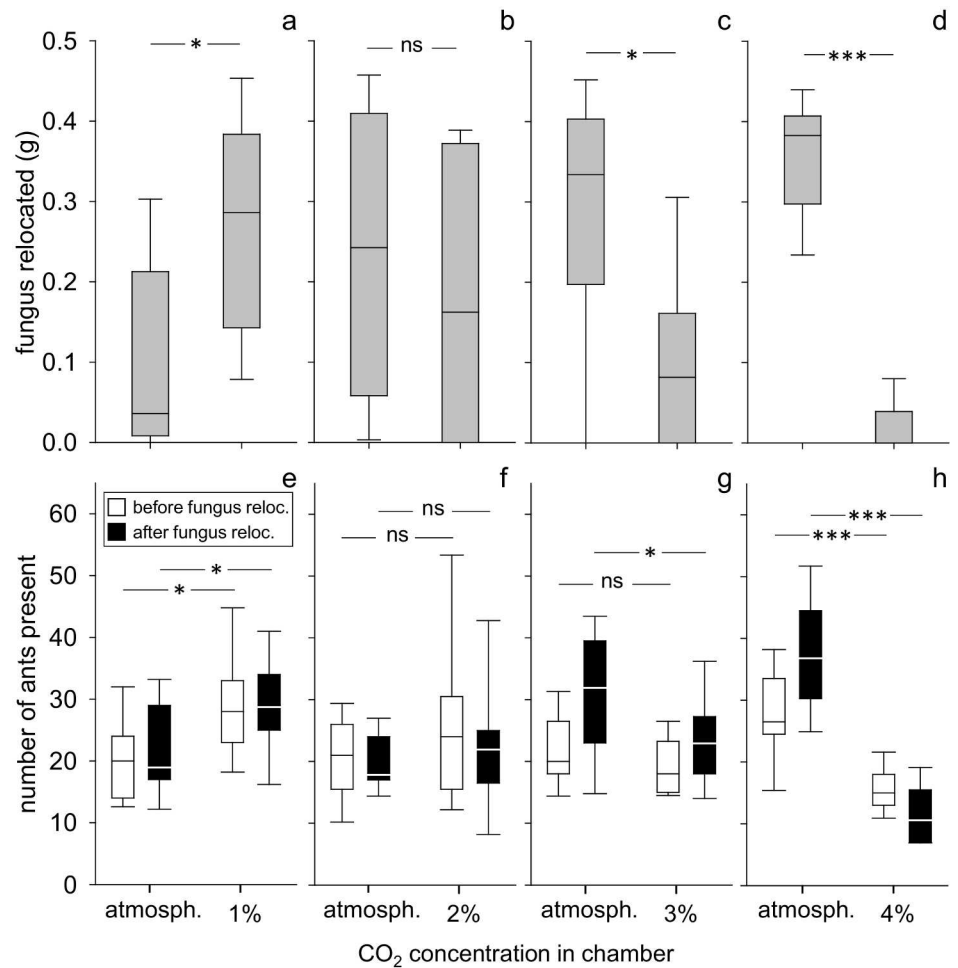 a b c d
* ns * ***
0.5
0.4
0.3
0.2
0.1
0.0
fungus relocated (g)
e f g h
before fungus reloc.
after fungus reloc.
* *
ns ns
* ns
*** ***
60
50
40
30
20
10
0
number of ants present
atmosph. 1% atmosph. 2% atmosph. 3% atmosph. 4%
CO₂ concentration in chamber